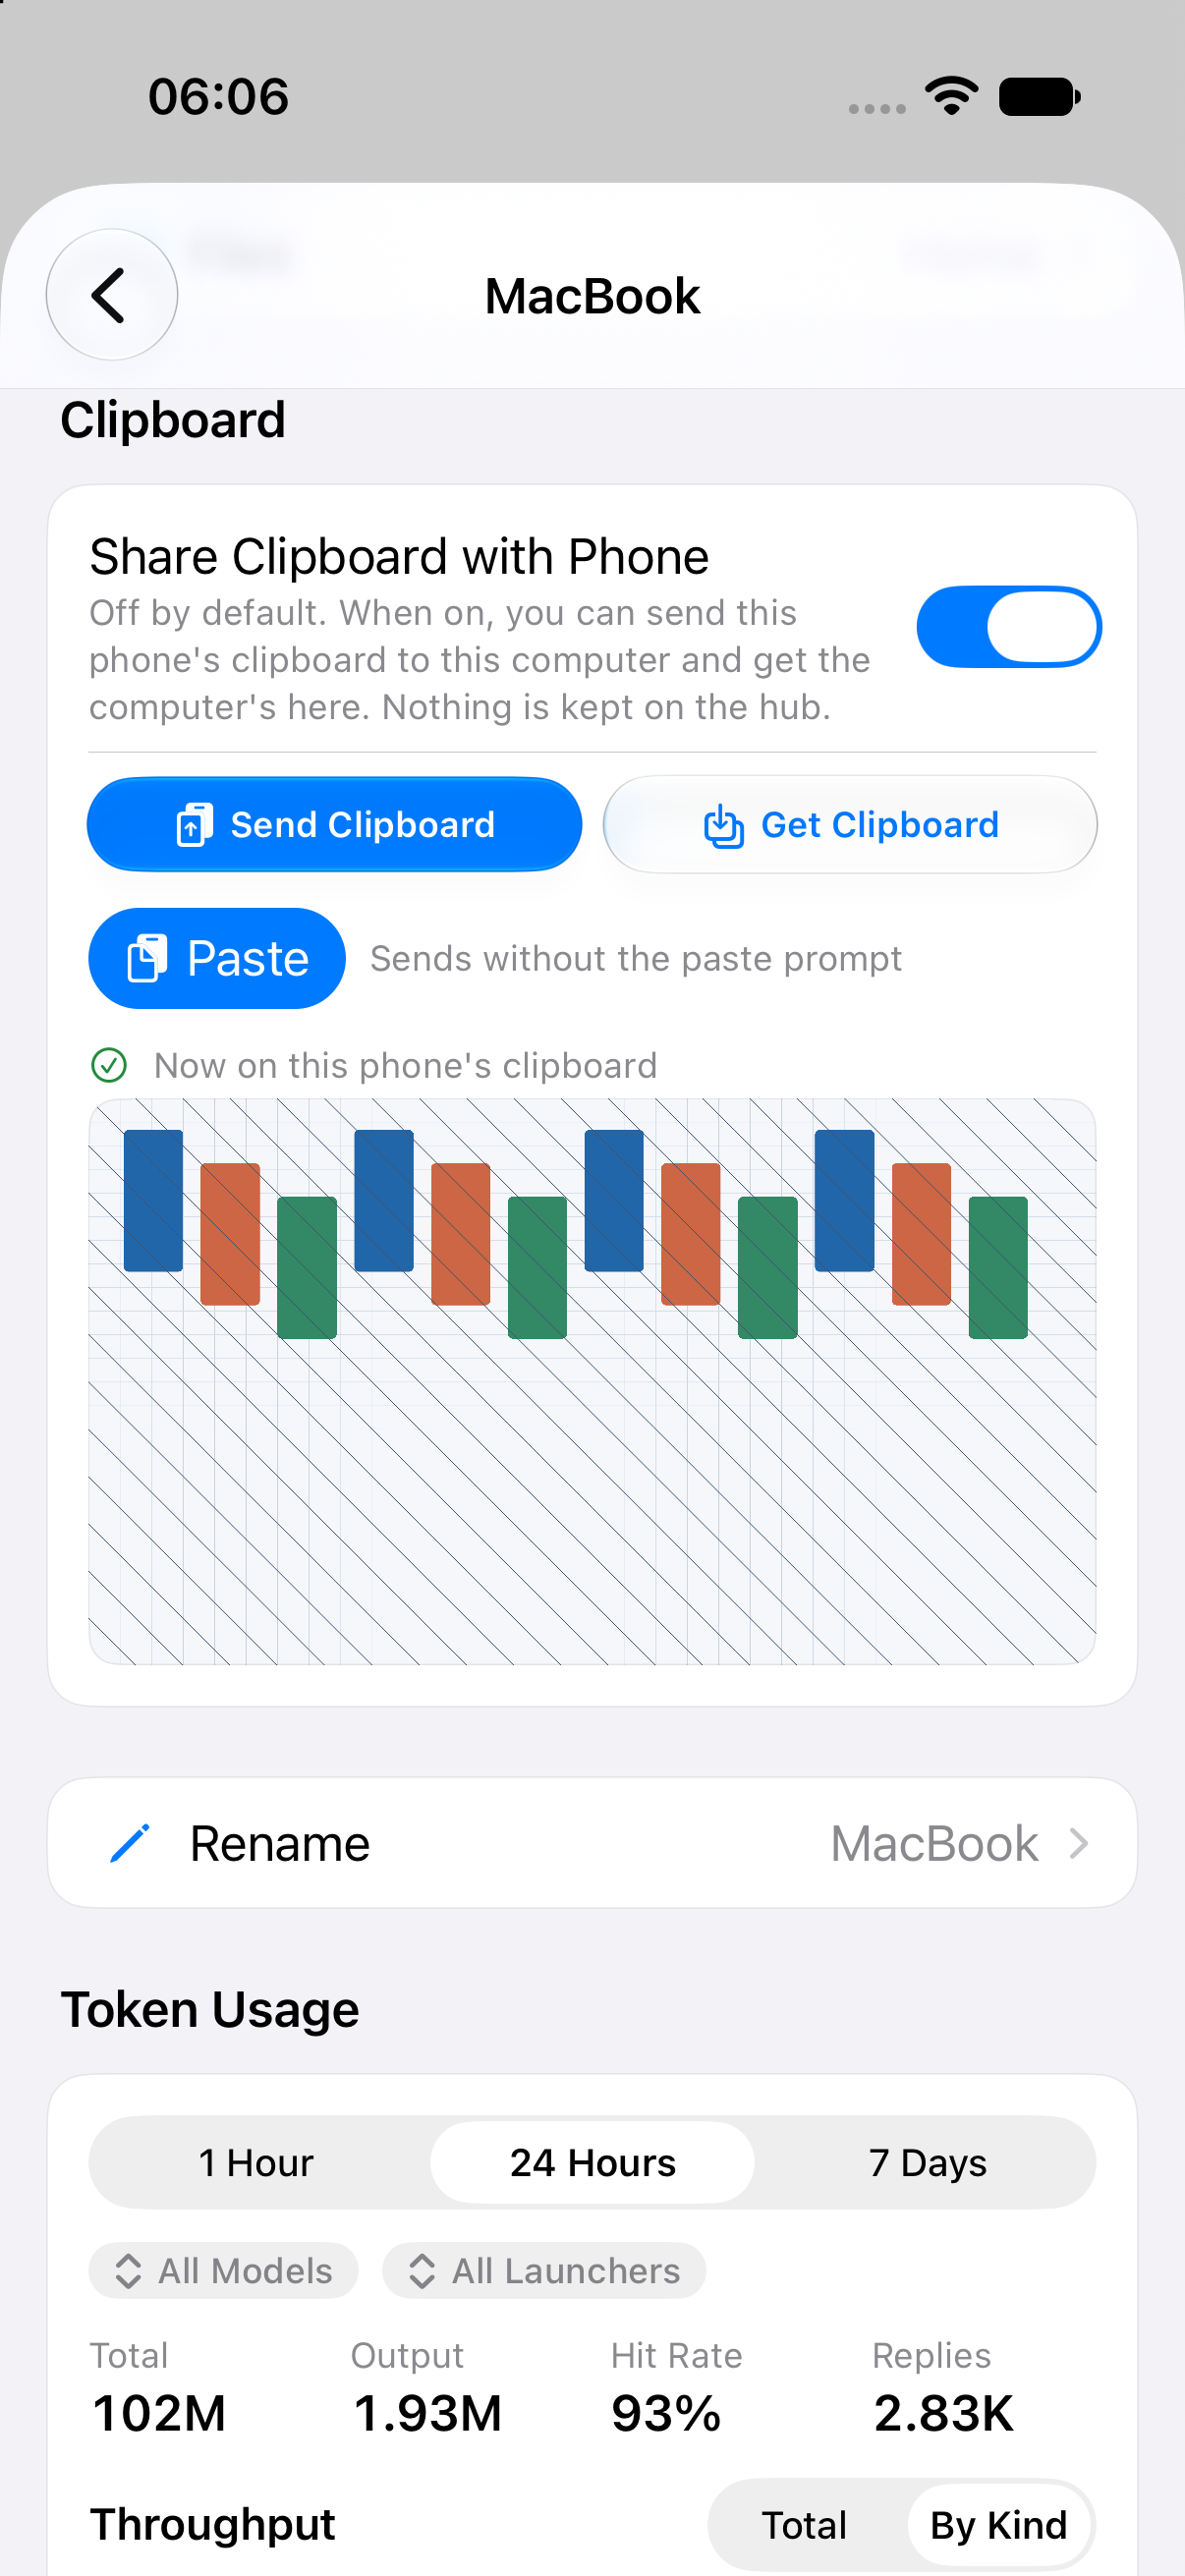 06:06
MacBook
Clipboard
Share Clipboard with Phone
Off by default. When on, you can send this
phone's clipboard to this computer and get the
computer's here. Nothing is kept on the hub.
Send Clipboard
Get Clipboard
Paste
Sends without the paste prompt
Now on this phone's clipboard
Rename
MacBook
Token Usage
1 Hour
24 Hours
7 Days
All Models
All Launchers
Total
Output
Hit Rate
Replies
102M
1.93M
93%
2.83K
Throughput
Total
By Kind